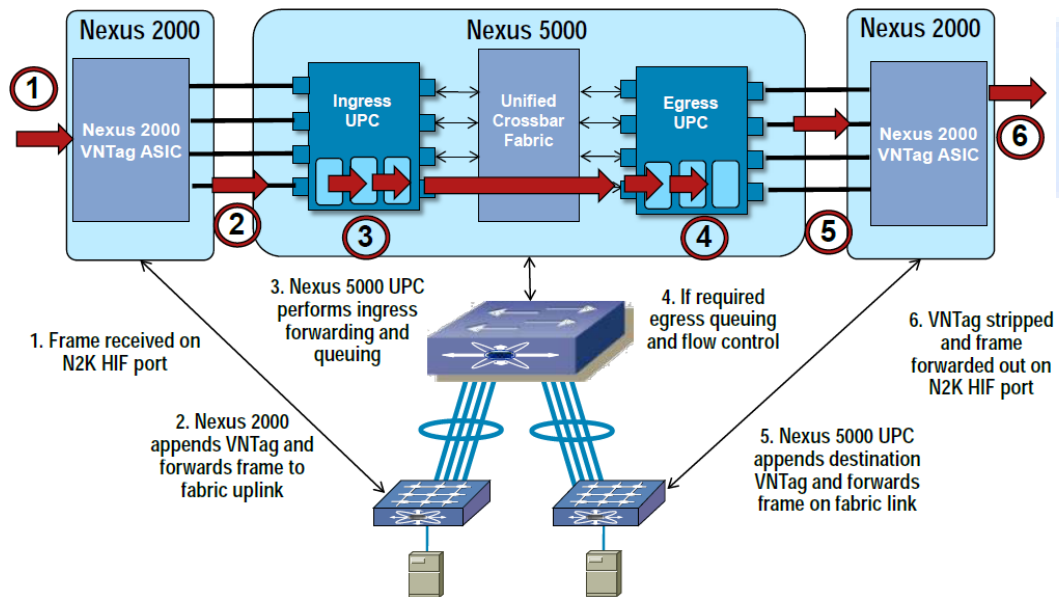 Nexus 2000
Nexus 5000
Nexus 2000
1
Nexus 2000
VNTag ASIC
2
Ingress
UPC
3
Unified
Crossbar
Fabric
Egress
UPC
4
5
Nexus 2000
VNTag ASIC
6
1. Frame received on
N2K HIF port
2. Nexus 2000
appends VNTag and
forwards frame to
fabric uplink
3. Nexus 5000 UPC
performs ingress
forwarding and
queuing
4. If required
egress queuing
and flow control
5. Nexus 5000 UPC
appends destination
VNTag and forwards
frame on fabric link
6. VNTag stripped
and frame
forwarded out on
N2K HIF port